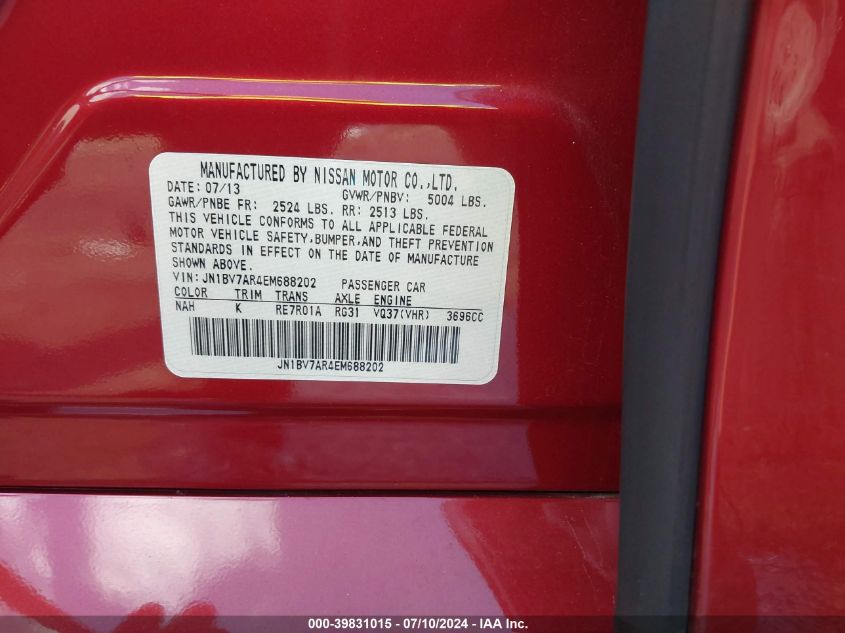 MANUFACTURED BY NISSAN MOTOR CO.,LTD.
DATE: 07/13 GVWR/PNBV: 5004 LBS.
GAWR/PNBE FR: 2524 LBS. RR: 2513 LBS.
THIS VEHICLE CONFORMS TO ALL APPLICABLE FEDERAL
MOTOR VEHICLE SAFETY,BUMPER,AND THEFT PREVENTION
STANDARDS IN EFFECT ON THE DATE OF MANUFACTURE
SHOWN ABOVE.
VIN: JN1BV7AR4EM688202 PASSENGER CAR
COLOR TRIM TRANS AXLE ENGINE
NAH K RE7R01A RG31 VQ37(VHR) 3696CC
JN1BV7AR4EM688202
000-39831015 - 07/10/2024 - IAA Inc.